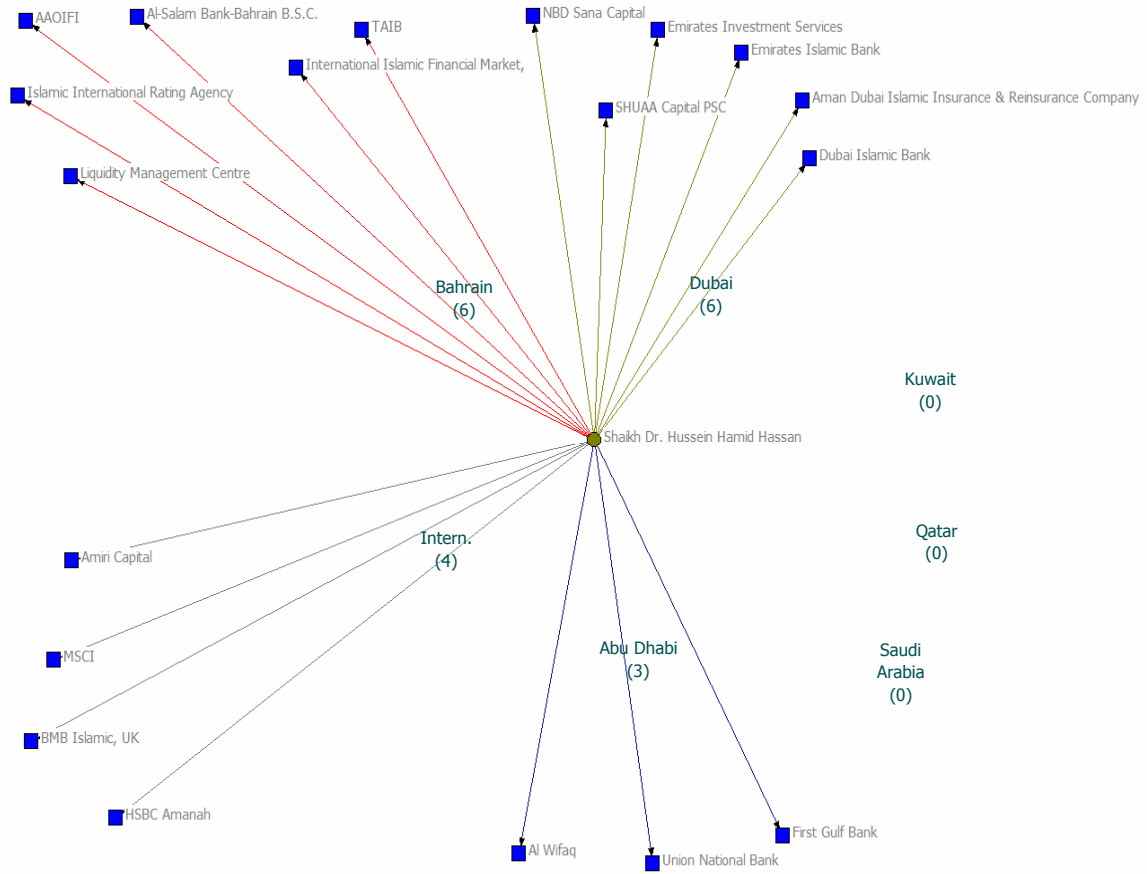 AAOIFI
Al-Salam Bank-Bahrain B.S.C.
TAIB
NBD Sana Capital
Emirates Investment Services
Emirates Islamic Bank
International Islamic Financial Market,
Islamic International Rating Agency
SHUAA Capital PSC
Aman Dubai Islamic Insurance & Reinsurance Company
Dubai Islamic Bank
Liquidity Management Centre
Bahrain
(6)
Dubai
(6)
Kuwait
(0)
Shaikh Dr. Hussein Hamid Hassan
Amiri Capital
Intern.
(4)
Qatar
(0)
MSCI
Abu Dhabi
(3)
Saudi
Arabia
(0)
BMB Islamic, UK
HSBC Amanah
Al Wifaq
Union National Bank
First Gulf Bank